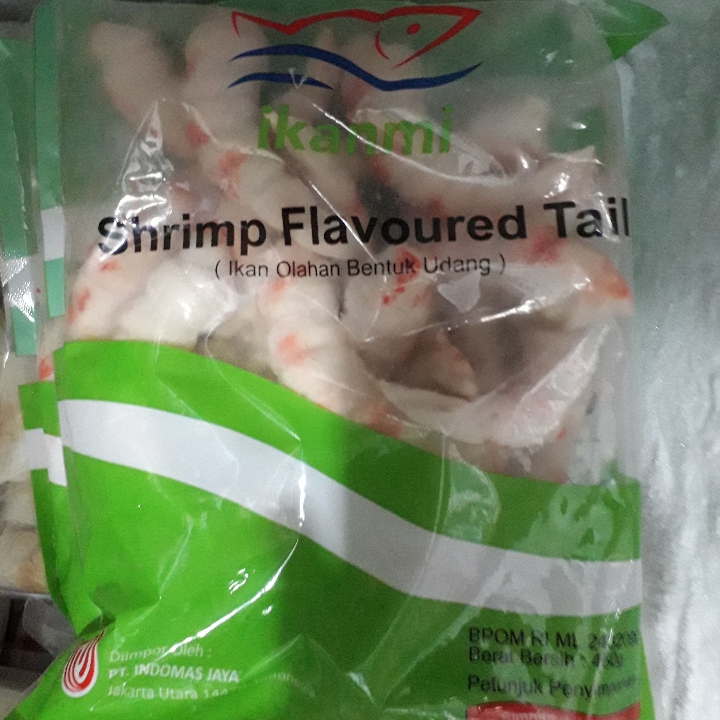 ikanmi
Shrimp Flavoured Tail
( Ikan Olahan Bentuk Udang )
Diimpor Oleh :
PT. INDOMAS JAYA
Jakarta Utara
BPOM RI ML
Berat Bersih :
Petunjuk